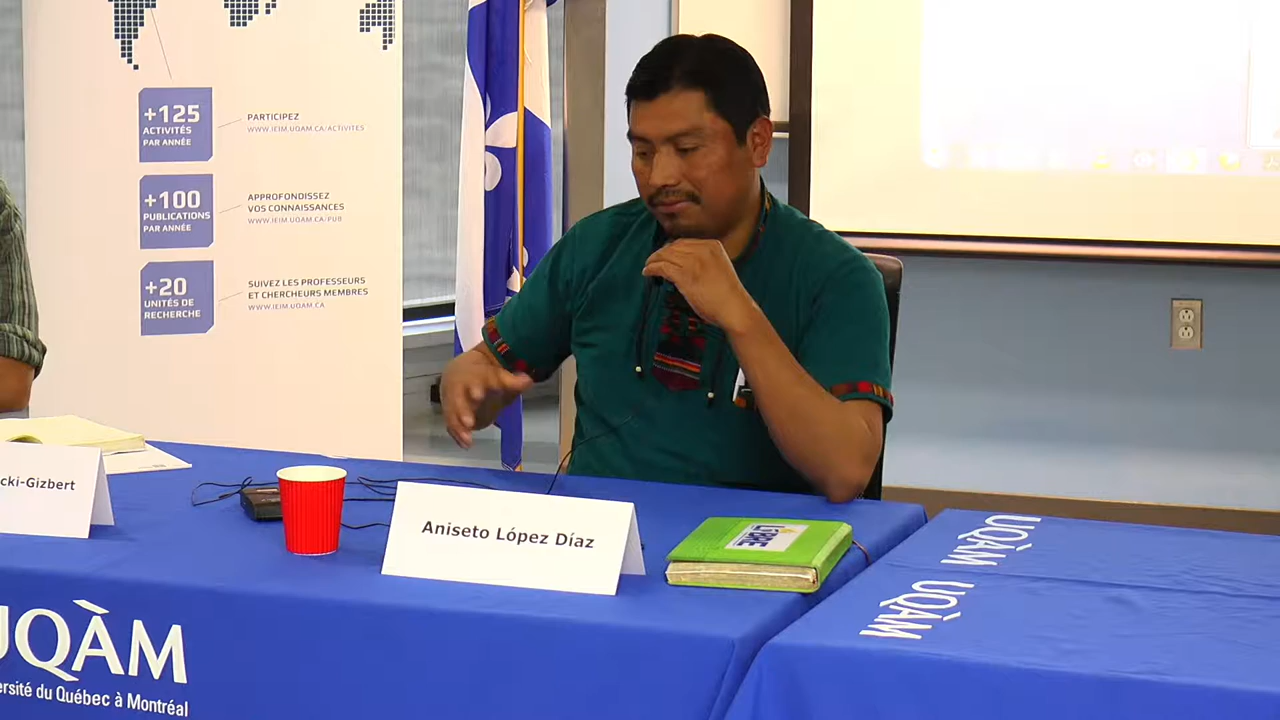 +125
ACTIVITÉS
PAR ANNÉE
PARTICIPEZ
WWW.IEIM.UQAM.CA/ACTIVITES
+100
PUBLICATIONS
PAR ANNÉE
APPROFONDISSEZ
VOS CONNAISSANCES
WWW.IEIM.UQAM.CA/PUB
+20
UNITÉS DE
RECHERCHE
SUIVEZ LES PROFESSEURS
ET CHERCHEURS MEMBRES
WWW.IEIM.UQAM.CA
cki-Gizbert
Aniseto López Díaz
LIBRE
UQÀM
UQÀM
UQÀM
ersité du Québec à Montréal